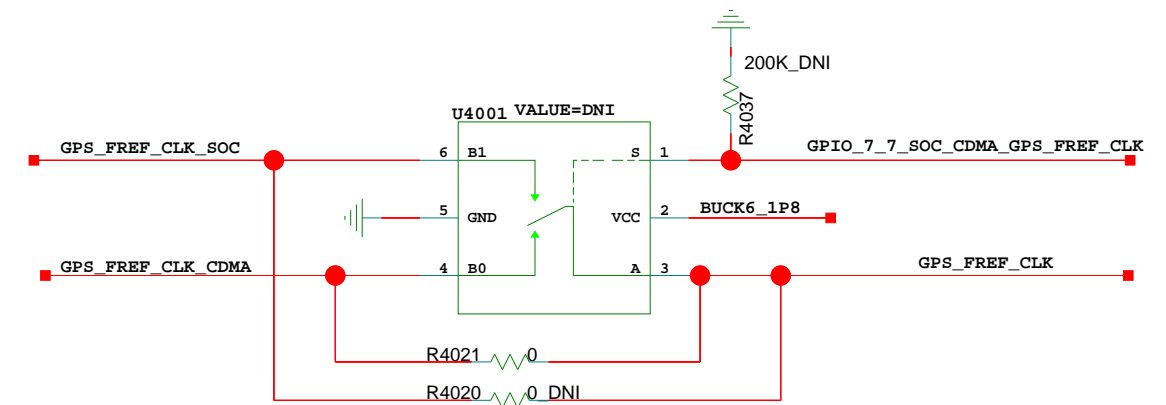 200K_DNI
R4037
U4001 VALUE=DNI
GPS_FREF_CLK_SOC 6 B1 S 1 GPIO_7_7_SOC_CDMA_GPS_FREF_CLK
5 GND VCC 2 BUCK6_1P8
GPS_FREF_CLK_CDMA 4 B0 A 3 GPS_FREF_CLK
R4021 0
R4020 0_DNI